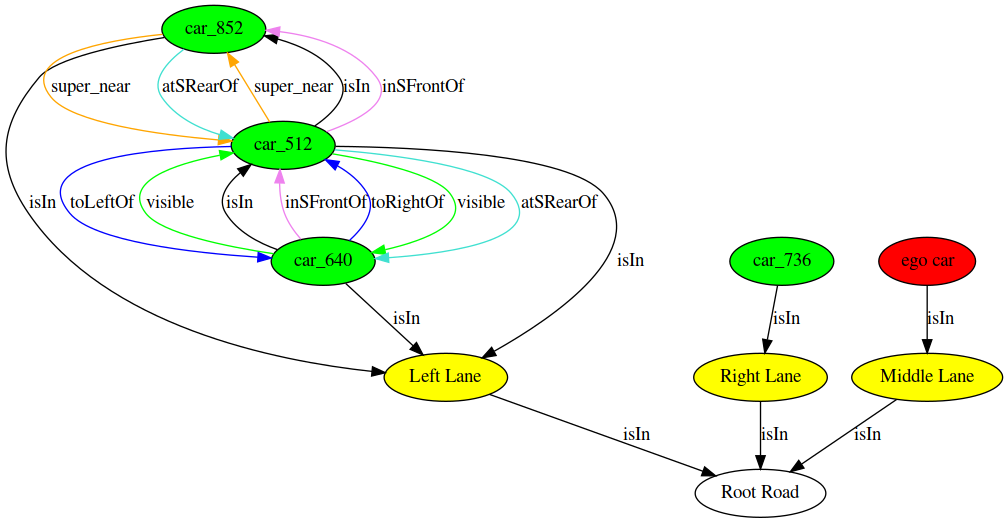 car_852
super_near
atSRearOf
super_near
isIn
inSFrontOf
car_512
isIn
toLeftOf
visible
isIn
inSFrontOf
toRightOf
visible
atSRearOf
car_640
car_736
ego car
isIn
isIn
isIn
isIn
Left Lane
Right Lane
Middle Lane
isIn
isIn
isIn
Root Road